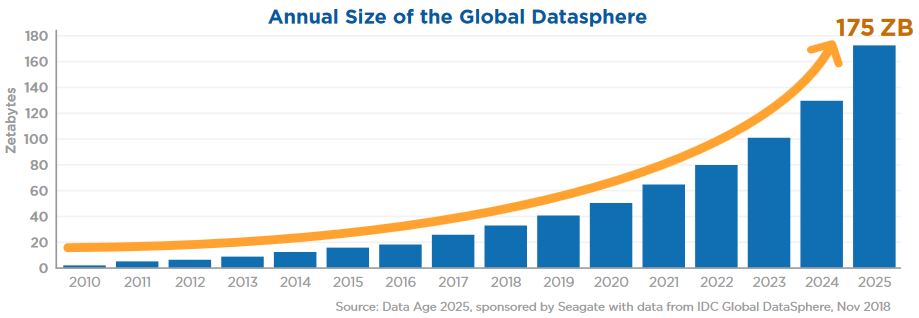 Annual Size of the Global Datasphere
175 ZB
Zetabytes
180
160
140
120
100
80
60
40
20
0
2010 2011 2012 2013 2014 2015 2016 2017 2018 2019 2020 2021 2022 2023 2024 2025
Source: Data Age 2025, sponsored by Seagate with data from IDC Global DataSphere, Nov 2018